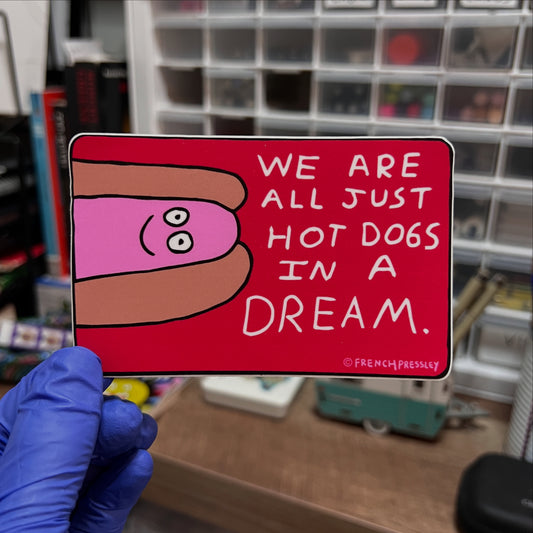 WE ARE
ALL JUST
HOT DOGS
IN A
DREAM.
© FRENCHPRESSLEY